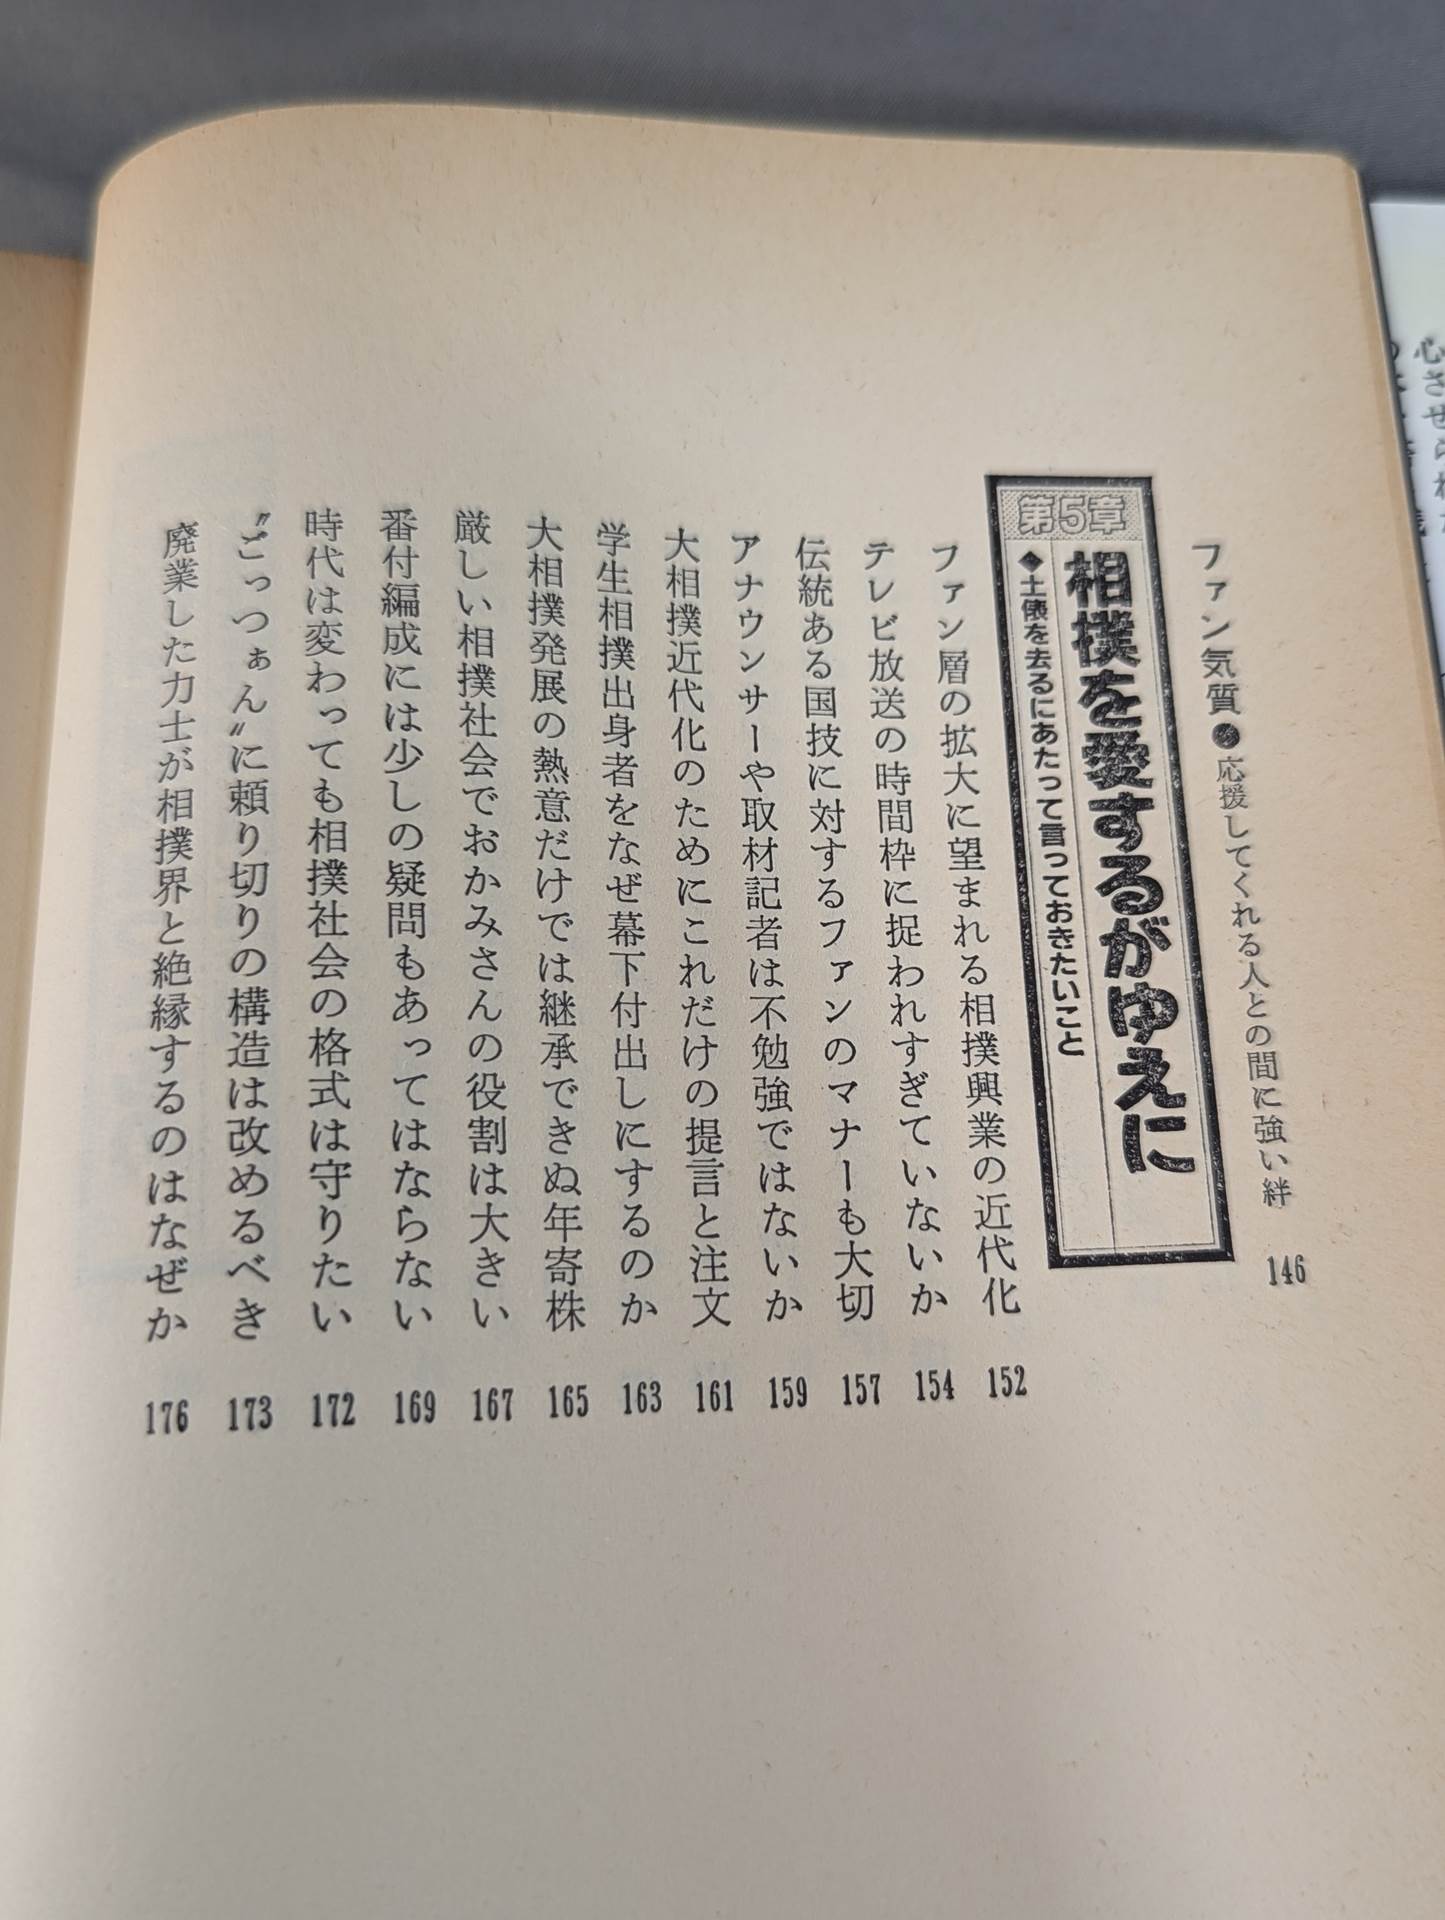 ファン気質●応援してくれる人との間に強い絆 146
第5章
相撲を愛するがゆえに
◆土俵を去るにあたって言っておきたいこと
ファン層の拡大に望まれる相撲興業の近代化 152
テレビ放送の時間枠に捉われすぎていないか 154
伝統ある国技に対するファンのマナーも大切 157
アナウンサーや取材記者は不勉強ではないか 159
大相撲近代化のためにこれだけの提言と注文 161
学生相撲出身者をなぜ幕下付出しにするのか 163
大相撲発展の熱意だけでは継承できぬ年寄株 165
厳しい相撲社会でおかみさんの役割は大きい 167
番付編成には少しの疑問もあってはならない 169
時代は変わっても相撲社会の格式は守りたい 172
〝ごっつぁん〟に頼り切りの構造は改めるべき 173
廃業した力士が相撲界と絶縁するのはなぜか 176